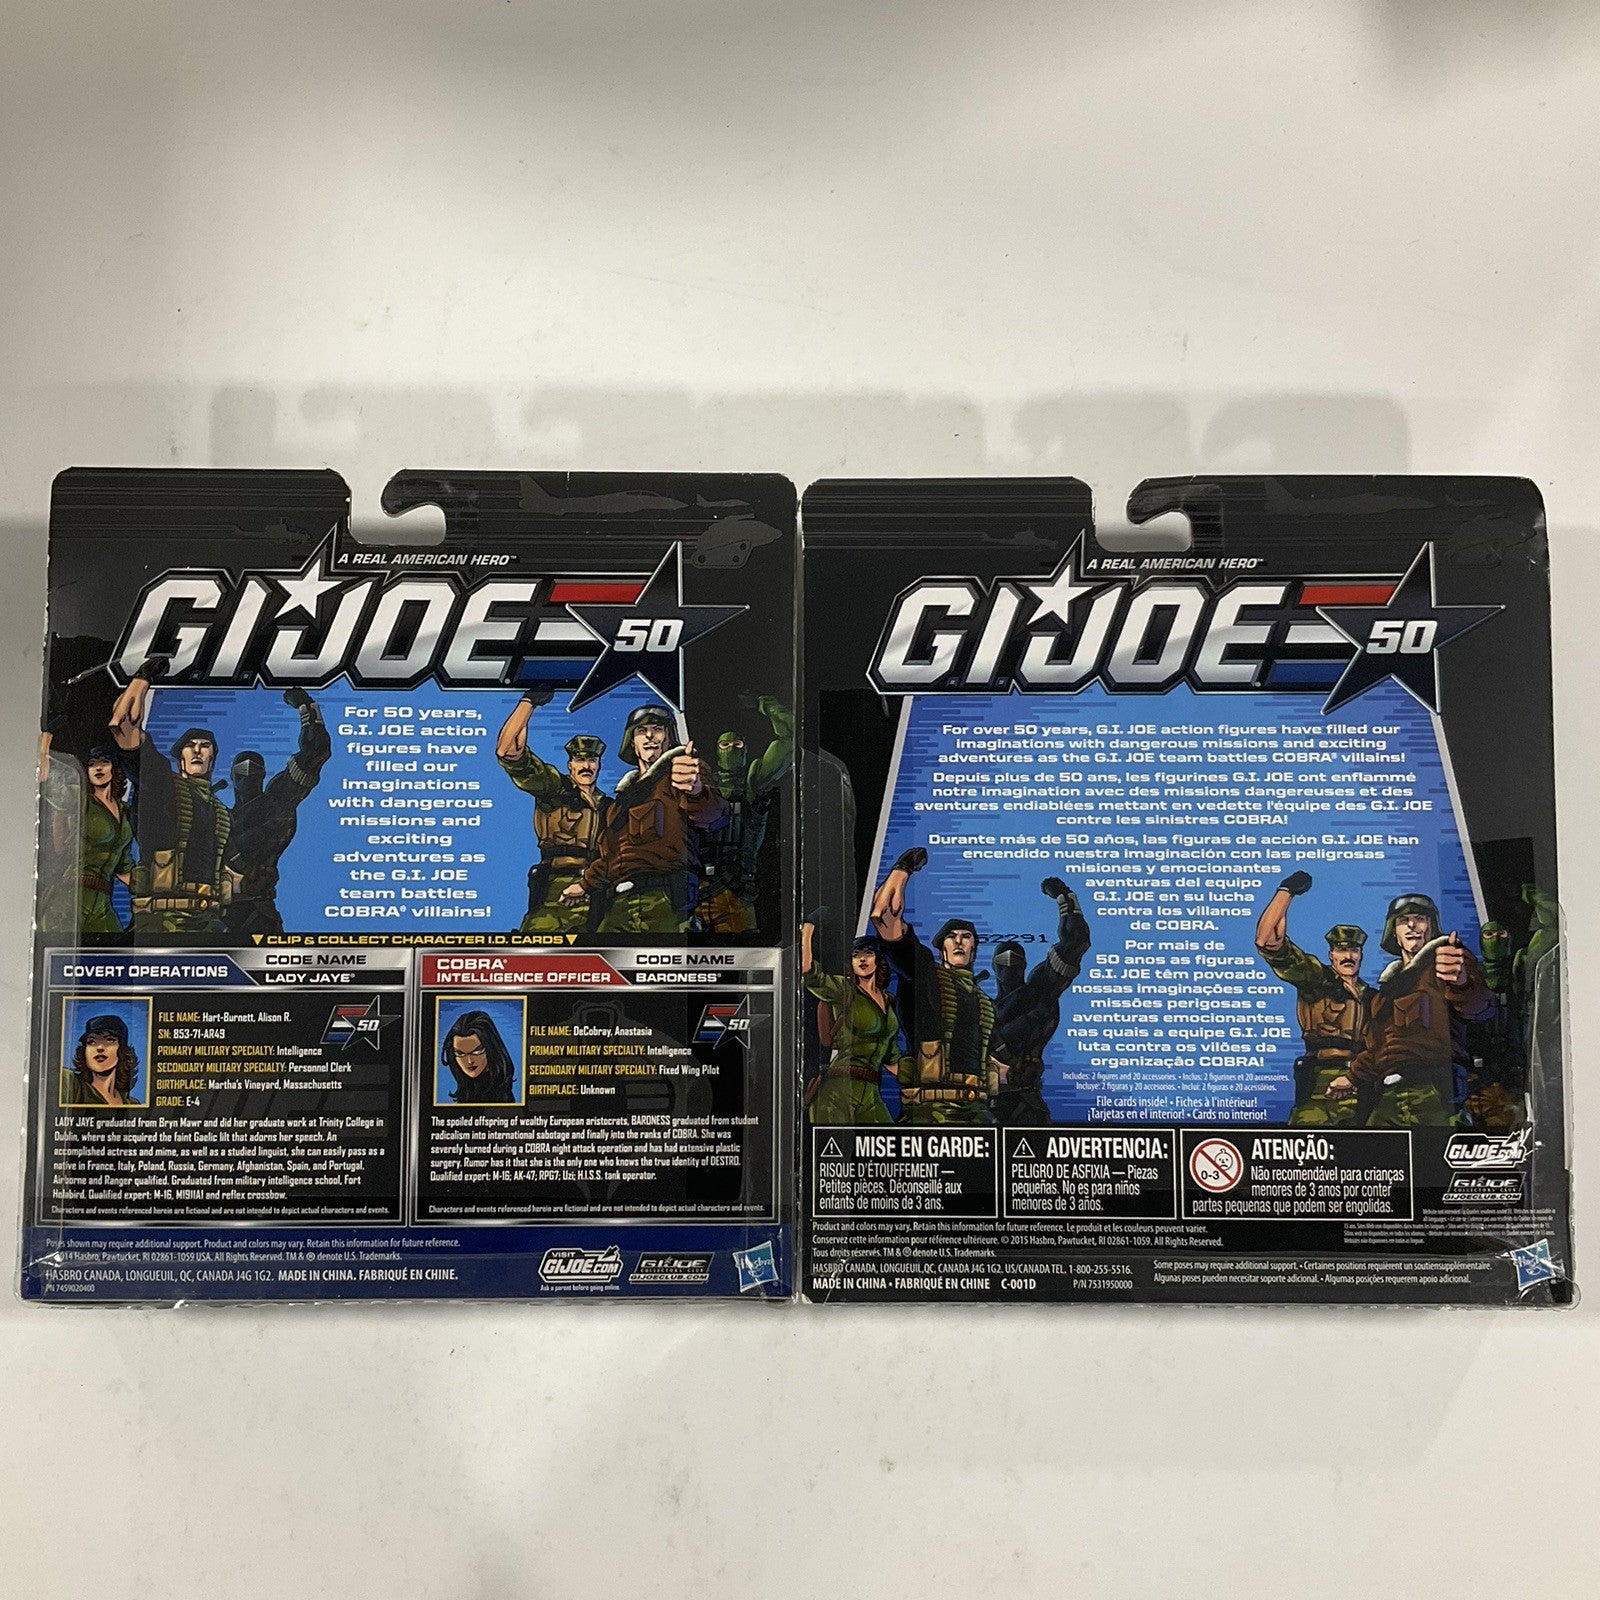 A REAL AMERICAN HERO™
G.I.JOE
50
For 50 years,
G.I. JOE action
figures have
filled our
imaginations
with dangerous
missions and
exciting
adventures as
the G.I. JOE
team battles
COBRA® villains!
CLIP & COLLECT CHARACTER I.D. CARDS
COVERT OPERATIONS
CODE NAME
LADY JAYE®
50
FILE NAME: Hart-Burnett, Alison R.
SN: 853-71-AR49
PRIMARY MILITARY SPECIALTY: Intelligence
SECONDARY MILITARY SPECIALTY: Personnel Clerk
BIRTHPLACE: Martha's Vineyard, Massachusetts
GRADE: E-4
LADY JAYE graduated from Bryn Mawr and did her graduate work at Trinity College in
Dublin, where she acquired the faint Gaelic lilt that adorns her speech. An
accomplished actress and mime, as well as a studied linguist, she can easily pass as a
native in France, Italy, Poland, Russia, Germany, Afghanistan, Spain, and Portugal.
Airborne and Ranger qualified. Graduated from military intelligence school, Fort
Holabird. Qualified expert: M-16, M1911A1 and reflex crossbow.
Characters and events referenced herein are fictional and are not intended to depict actual characters and events.
COBRA®
INTELLIGENCE OFFICER
CODE NAME
BARONESS®
50
FILE NAME: DeCobray, Anastasia
PRIMARY MILITARY SPECIALTY: Intelligence
SECONDARY MILITARY SPECIALTY: Fixed Wing Pilot
BIRTHPLACE: Unknown
The spoiled offspring of wealthy European aristocrats, BARONESS graduated from student
radicalism into international sabotage and finally into the ranks of COBRA. She was
severely burned during a COBRA night attack operation and has had extensive plastic
surgery. Rumor has it that she is the only one who knows the true identity of DESTRO.
Qualified expert: M-16; AK-47; RPG7; Uzi; H.I.S.S. tank operator.
Characters and events referenced herein are fictional and are not intended to depict actual characters and events.
Poses shown may require additional support. Product and colors may vary. Retain this information for future reference.
2014 Hasbro, Pawtucket, RI 02861-1059 USA. All Rights Reserved. TM & ® denote U.S. Trademarks.
HASBRO CANADA, LONGUEUIL, QC, CANADA J4G 1G2. MADE IN CHINA. FABRIQUÉ EN CHINE.
P/N 7459020400
VISIT
GIJOE.COM
Ask a parent before going online.
G.I. JOE
COLLECTORS CLUB
GIJOECLUB.COM
Hasbro
A REAL AMERICAN HERO™
G.I.JOE
50
For over 50 years, G.I. JOE action figures have filled our
imaginations with dangerous missions and exciting
adventures as the G.I. JOE team battles COBRA® villains!
Depuis plus de 50 ans, les figurines G.I. JOE ont enflammé
notre imagination avec des missions dangereuses et des
aventures endiablées mettant en vedette l'équipe des G.I. JOE
contre les sinistres COBRA!
Durante más de 50 años, las figuras de acción G.I. JOE han
encendido nuestra imaginación con las peligrosas
misiones y emocionantes
aventuras del equipo
G.I. JOE en su lucha
contra los villanos
de COBRA.
52291
Por mais de
50 anos as figuras
G.I. JOE têm povoado
nossas imaginações com
missões perigosas e
aventuras emocionantes
nas quais a equipe G.I. JOE
luta contra os vilões da
organização COBRA!
Includes: 2 figures and 20 accessories. • Inclus: 2 figurines et 20 accessoires.
Incluye: 2 figuras y 20 accesorios. • Inclui: 2 figuras e 20 acessórios.
File cards inside! • Fiches à l'intérieur!
¡Tarjetas en el interior! • Cards no interior!
MISE EN GARDE:
RISQUE D'ÉTOUFFEMENT —
Petites pièces. Déconseillé aux
enfants de moins de 3 ans.
ADVERTENCIA:
PELIGRO DE ASFIXIA — Piezas
pequeñas. No es para niños
menores de 3 años.
0-3
ATENÇÃO:
Não recomendável para crianças
menores de 3 anos por conter
partes pequenas que podem ser engolidas.
GIJOE.COM
G.I. JOE
COLLECTORS CLUB
GIJOECLUB.COM
Product and colors may vary. Retain this information for future reference. Le produit et les couleurs peuvent varier.
Conservez cette information pour référence ultérieure. © 2015 Hasbro, Pawtucket, RI 02861-1059. All Rights Reserved.
Tous droits réservés. TM & ® denote U.S. Trademarks.
HASBRO CANADA, LONGUEUIL, QC, CANADA J4G 1G2. US/CANADA TEL. 1-800-255-5516.
MADE IN CHINA • FABRIQUÉ EN CHINE C-001D
P/N 7531950000
Some poses may require additional support. • Certaines positions requièrent un soutien supplémentaire.
Algunas poses pueden necesitar soporte adicional. • Algumas posições requerem apoio adicional.
Hasbro